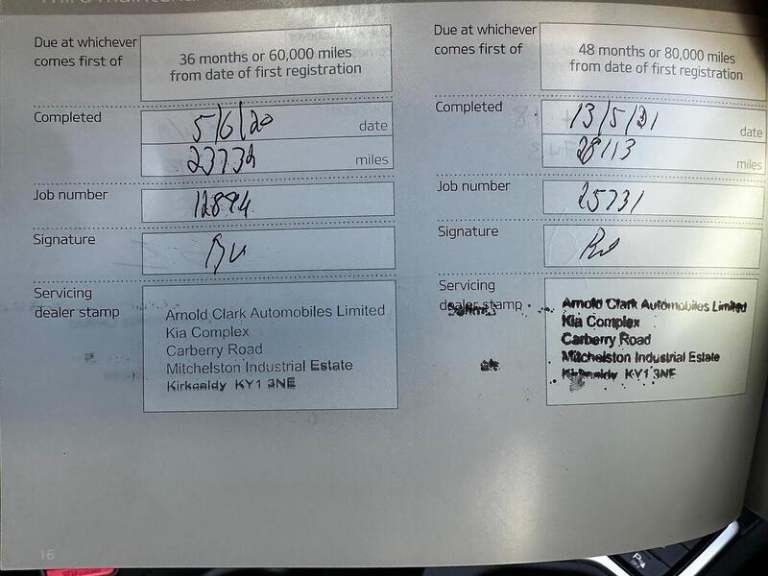 Due at whichever
comes first of
36 months or 60,000 miles
from date of first registration
Completed
5/6/20
date
23732
miles
Job number
12894
Signature
Servicing
dealer stamp
Arnold Clark Automobiles Limited
Kia Complex
Carberry Road
Mitchelston Industrial Estate
Kirkcaldy KY1 3NE
Due at whichever
comes first of
48 months or 80,000 miles
from date of first registration
Completed
13/5/21
date
28113
miles
Job number
25731
Signature
Servicing
dealer stamp
Arnold Clark Automobiles Limited
Kia Complex
Carberry Road
Mitchelston Industrial Estate
Kirkcaldy KY1 3NE
16